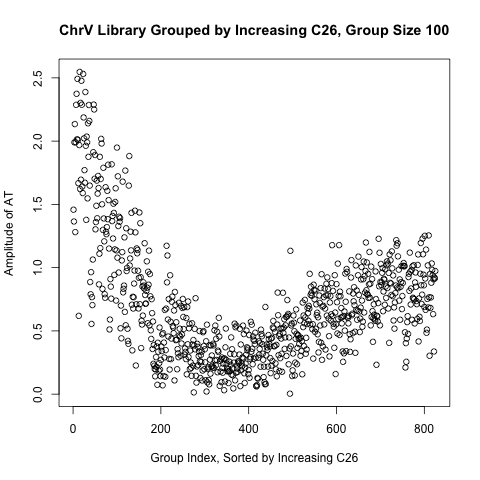 ChrV Library Grouped by Increasing C26, Group Size 100
Amplitude of AT
2.5
2.0
1.5
1.0
0.5
0.0
0 200 400 600 800
Group Index, Sorted by Increasing C26